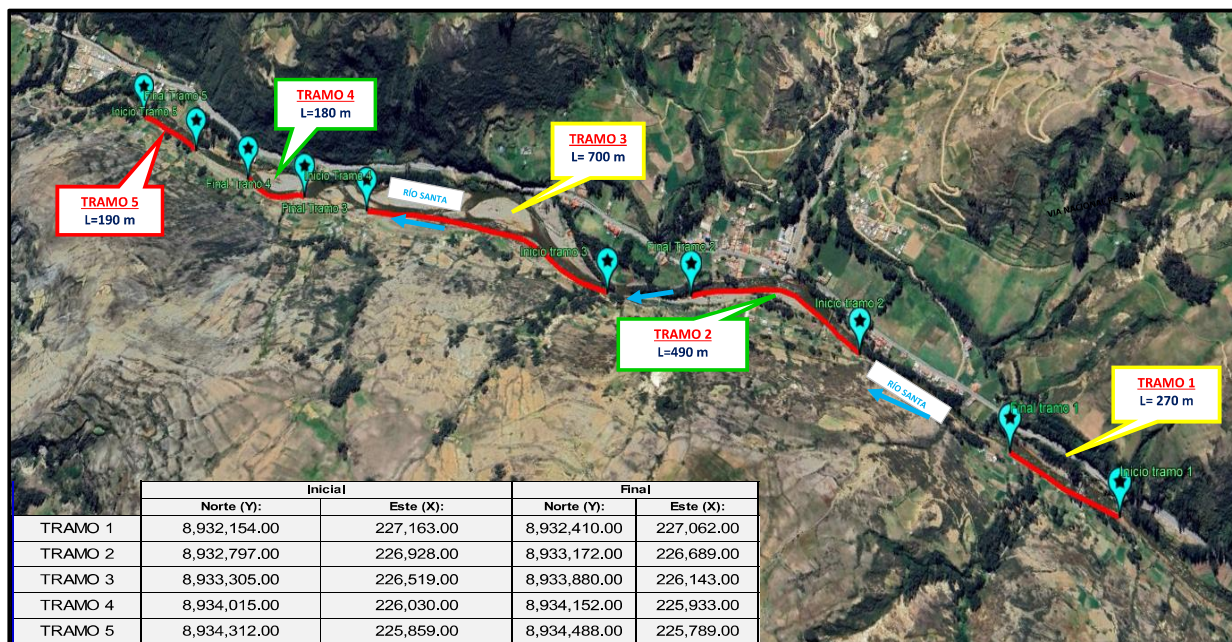 Final Tramo 5
Inicio Tramo 5
TRAMO 4
L=180 m
TRAMO 3
L= 700 m
Final Tramo 4
Inicio Tramo 4
Final Tramo 3
RÍO SANTA
TRAMO 5
L=190 m
VIA NACIONAL
Inicio tramo 3
Final Tramo 2
Inicio tramo 2
TRAMO 2
L=490 m
RÍO SANTA
TRAMO 1
L= 270 m
Final tramo 1
Inicio tramo 1
Inicial Final
Norte (Y): Este (X): Norte (Y): Este (X):
TRAMO 1 8,932,154.00 227,163.00 8,932,410.00 227,062.00
TRAMO 2 8,932,797.00 226,928.00 8,933,172.00 226,689.00
TRAMO 3 8,933,305.00 226,519.00 8,933,880.00 226,143.00
TRAMO 4 8,934,015.00 226,030.00 8,934,152.00 225,933.00
TRAMO 5 8,934,312.00 225,859.00 8,934,488.00 225,789.00